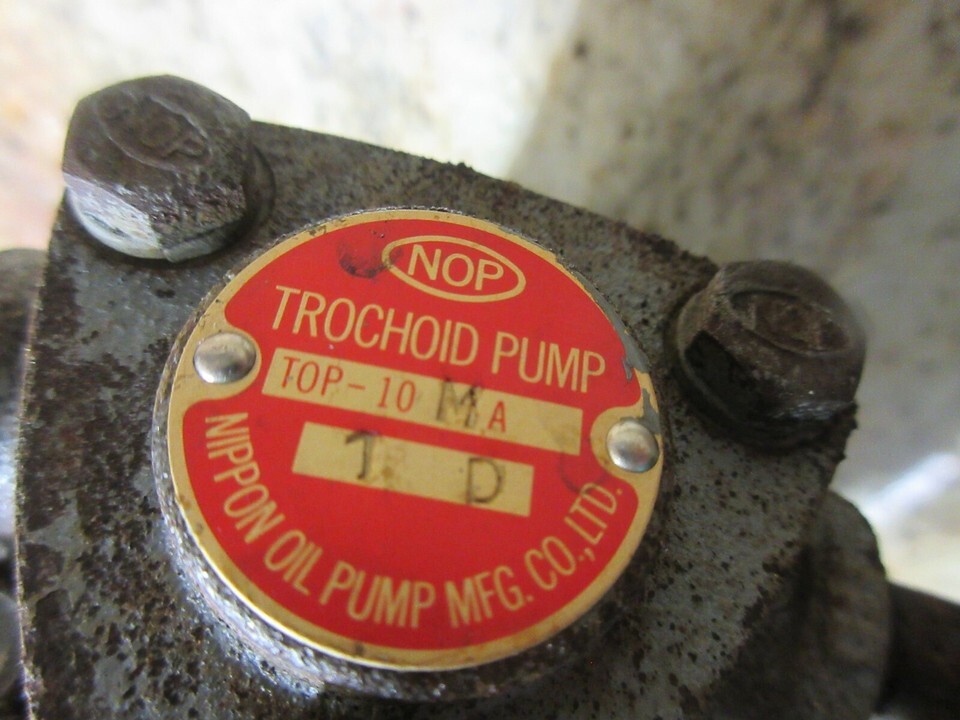 NOP
TROCHOID PUMP
TOP-10 MA
J D
NIPPON OIL PUMP MFG. CO.,LTD.